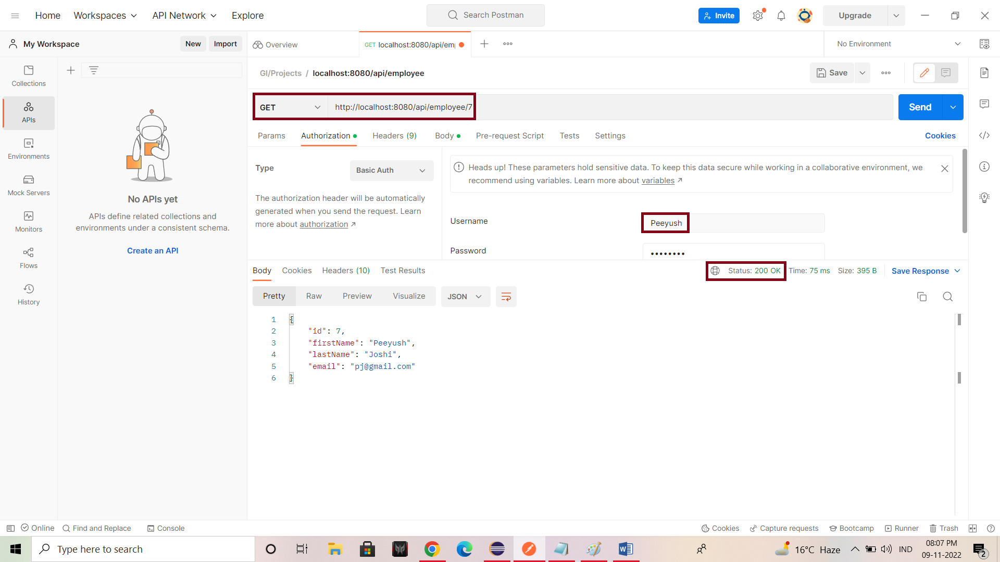 Home Workspaces API Network Explore Search Postman Invite Upgrade
My Workspace New Import Overview GET localhost:8080/api/em No Environment
GI/Projects / localhost:8080/api/employee Save
Collections
APIs
Environments
Mock Servers
Monitors
Flows
History
No APIs yet
APIs define related collections and
environments under a consistent schema.
Create an API
GET http://localhost:8080/api/employee/7 Send
Params Authorization Headers (9) Body Pre-request Script Tests Settings Cookies
Type Basic Auth
The authorization header will be automatically
generated when you send the request. Learn
more about authorization ↗
Heads up! These parameters hold sensitive data. To keep this data secure while working in a collaborative environment, we
recommend using variables. Learn more about variables ↗
Username Peeyush
Password ••••••••
Body Cookies Headers (10) Test Results Status: 200 OK Time: 75 ms Size: 395 B Save Response
Pretty Raw Preview Visualize JSON
1 {
2 "id": 7,
3 "firstName": "Peeyush",
4 "lastName": "Joshi",
5 "email": "pj@gmail.com"
6 }
Online Find and Replace Console Cookies Capture requests Bootcamp Runner Trash
Type here to search 16°C Haze IND 08:07 PM
09-11-2022 2